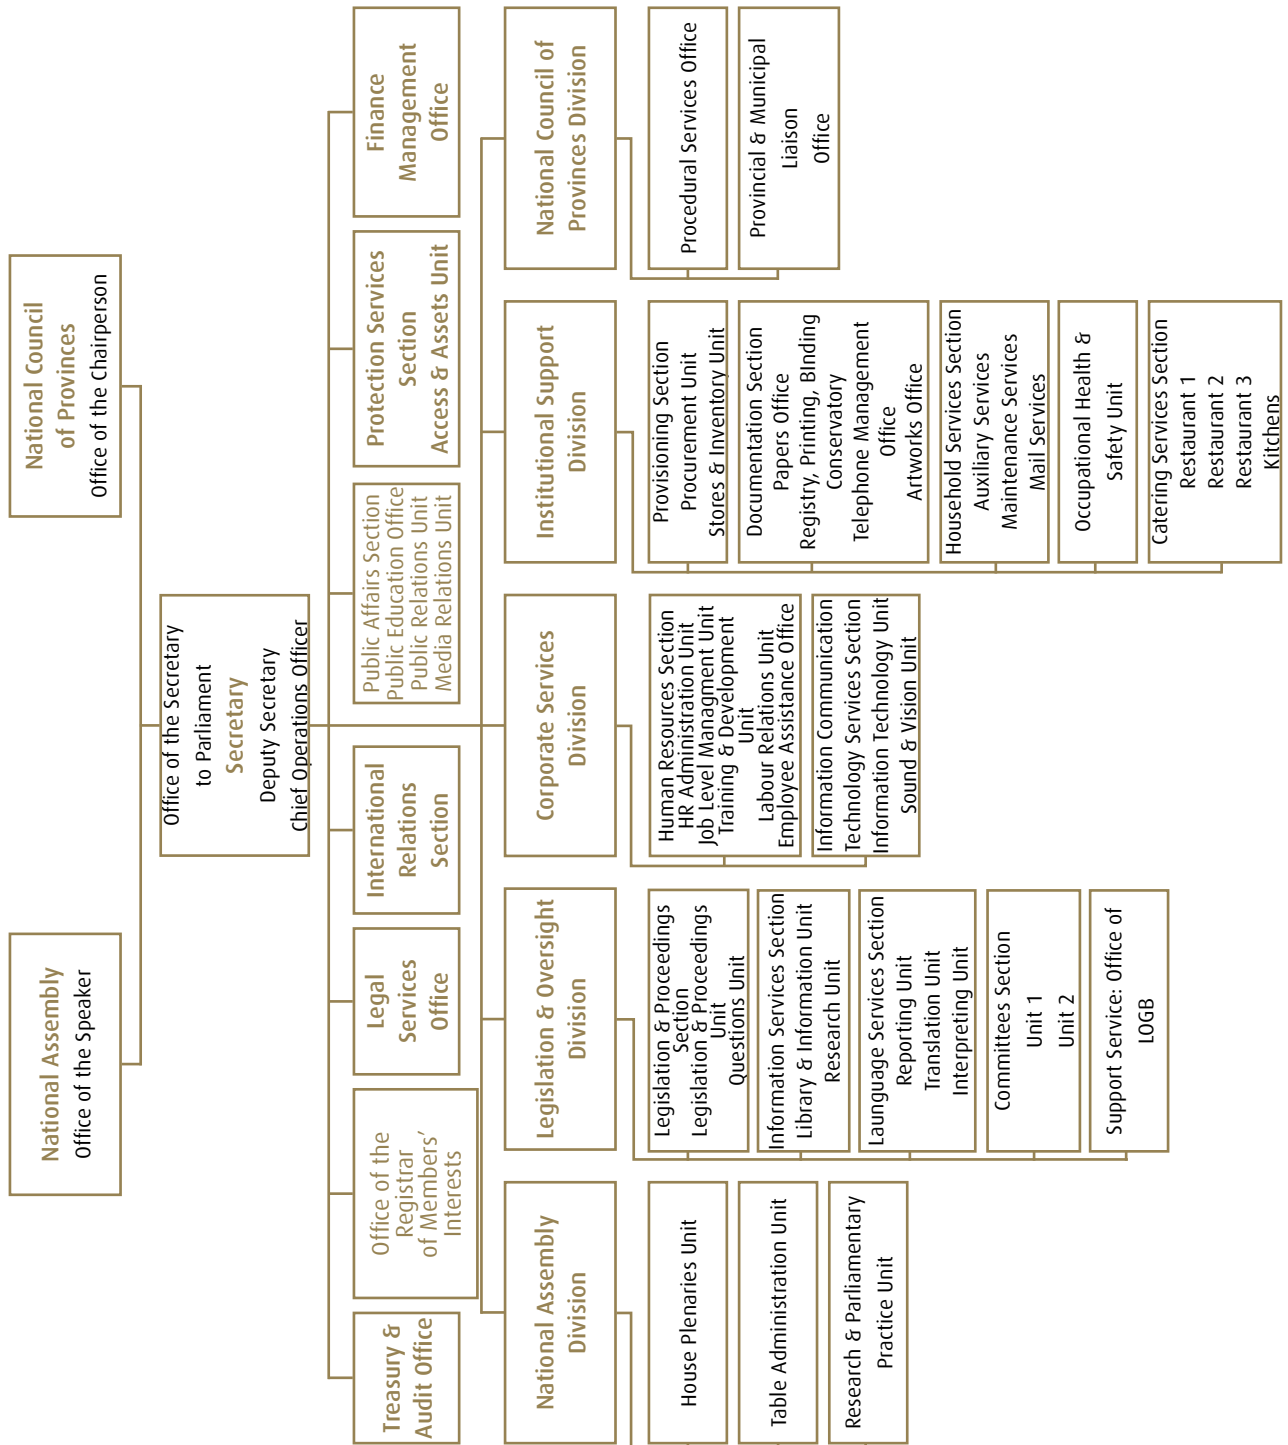 National Assembly
Office of the Speaker
National Council
of Provinces
Office of the Chairperson
Office of the Secretary
to Parliament
Secretary
Deputy Secretary
Chief Operations Officer
Treasury &
Audit Office
Office of the
Registrar
of Members’
Interests
Legal
Services
Office
International
Relations
Section
Public Affairs Section
Public Education Office
Public Relations Unit
Media Relations Unit
Protection Services
Section
Access & Assets Unit
Finance
Management
Office
National Assembly
Division
House Plenaries Unit
Table Administration Unit
Research & Parliamentary
Practice Unit
Legislation & Oversight
Division
Legislation & Proceedings
Section
Legislation & Proceedings
Unit
Questions Unit
Information Services Section
Library & Information Unit
Research Unit
Launguage Services Section
Reporting Unit
Translation Unit
Interpreting Unit
Committees Section
Unit 1
Unit 2
Support Service: Office of
LOGB
Corporate Services
Division
Human Resources Section
HR Administration Unit
Job Level Managment Unit
Training & Development
Unit
Labour Relations Unit
Employee Assistance Office
Information Communication
Technology Services Section
Information Technology Unit
Sound & Vision Unit
Institutional Support
Division
Provisioning Section
Procurement Unit
Stores & Inventory Unit
Documentation Section
Papers Office
Registry, Printing, BInding
Conservatory
Telephone Management
Office
Artworks Office
Household Services Section
Auxiliary Services
Maintenance Services
Mail Services
Occupational Health &
Safety Unit
Catering Services Section
Restaurant 1
Restaurant 2
Restaurant 3
Kitchens
National Council of
Provinces Division
Procedural Services Office
Provincial & Municipal
Liaison
Office